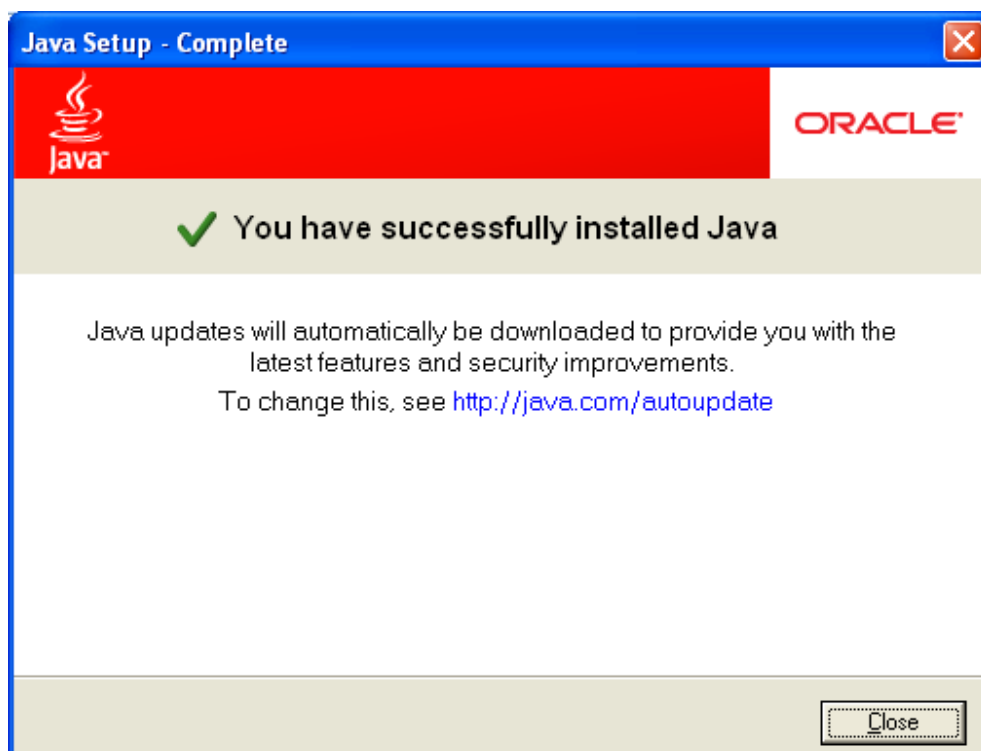 Java Setup - Complete
Java™
ORACLE®
You have successfully installed Java
Java updates will automatically be downloaded to provide you with the
latest features and security improvements.
To change this, see http://java.com/autoupdate
Close